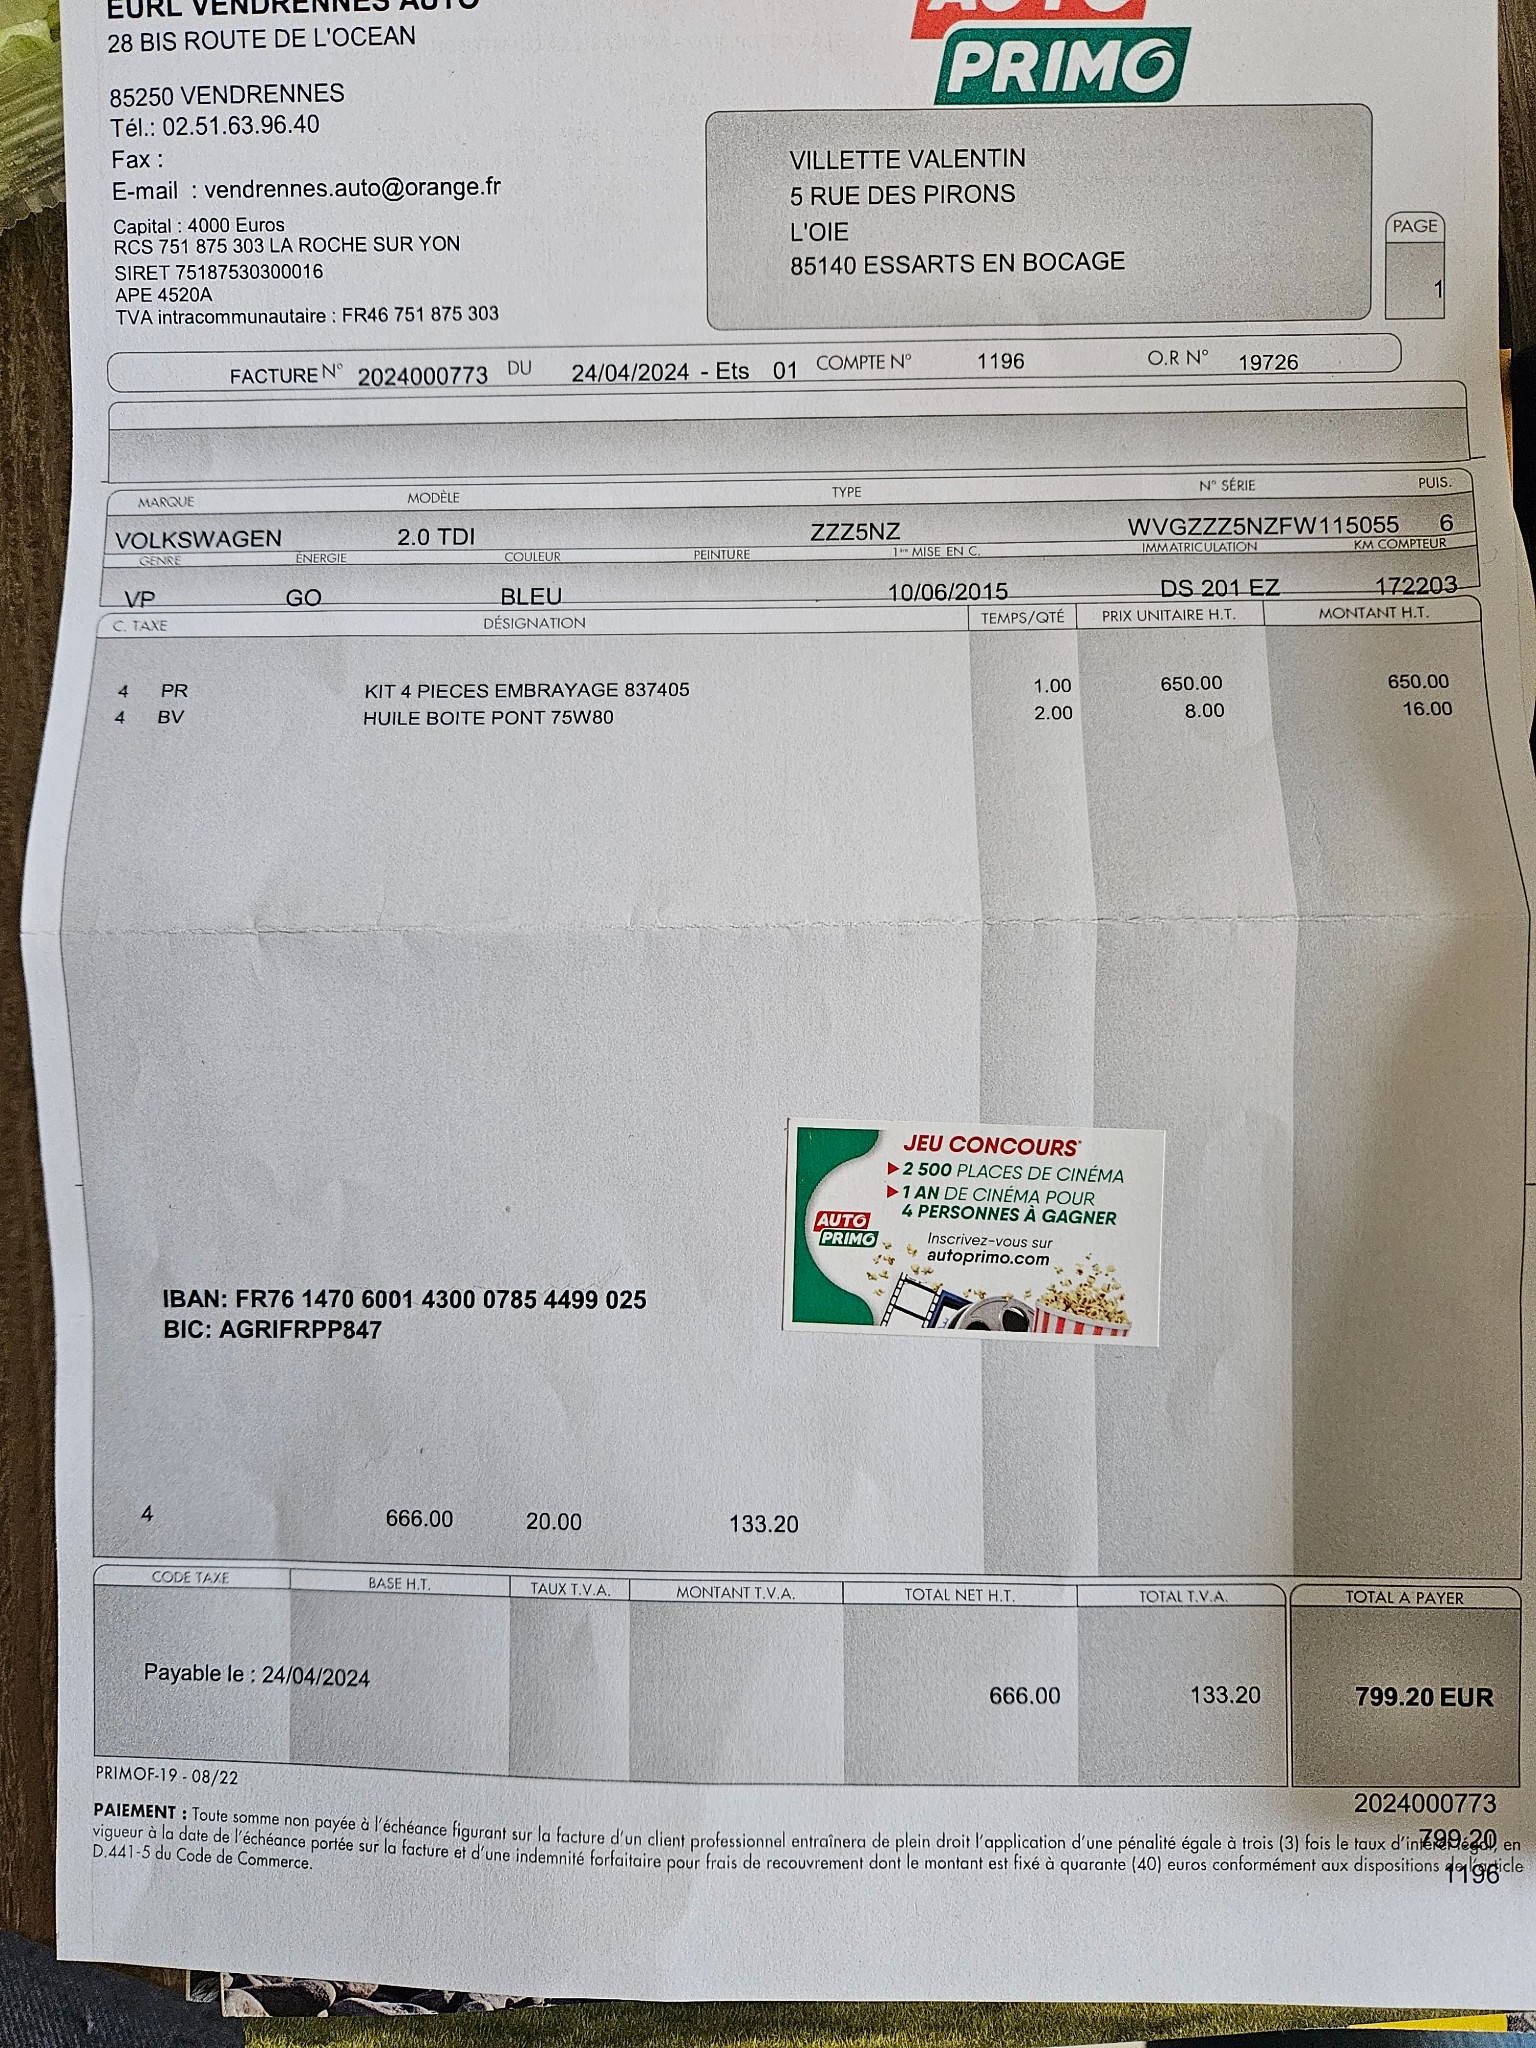 EURL VENDRENNES AUTO
28 BIS ROUTE DE L'OCEAN
85250 VENDRENNES
Tél.: 02.51.63.96.40
Fax :
E-mail : vendrennes.auto@orange.fr
Capital : 4000 Euros
RCS 751 875 303 LA ROCHE SUR YON
SIRET 75187530300016
APE 4520A
TVA intracommunautaire : FR46 751 875 303
AUTO
PRIMO
VILLETTE VALENTIN
5 RUE DES PIRONS
L'OIE
85140 ESSARTS EN BOCAGE
PAGE
1
FACTURE N° 2024000773 DU 24/04/2024 - Ets 01 COMPTE N° 1196 O.R N° 19726
MARQUE MODÈLE TYPE N° SÉRIE PUIS.
VOLKSWAGEN 2.0 TDI ZZZ5NZ WVGZZZ5NZFW115055 6
GENRE ÉNERGIE COULEUR PEINTURE 1ère MISE EN C. IMMATRICULATION KM COMPTEUR
VP GO BLEU 10/06/2015 DS 201 EZ 172203
C. TAXE DÉSIGNATION TEMPS/QTÉ PRIX UNITAIRE H.T. MONTANT H.T.
4 PR KIT 4 PIECES EMBRAYAGE 837405 1.00 650.00 650.00
4 BV HUILE BOITE PONT 75W80 2.00 8.00 16.00
JEU CONCOURS*
2 500 PLACES DE CINÉMA
1 AN DE CINÉMA POUR
4 PERSONNES À GAGNER
AUTO
PRIMO
Inscrivez-vous sur
autoprimo.com
IBAN: FR76 1470 6001 4300 0785 4499 025
BIC: AGRIFRPP847
4 666.00 20.00 133.20
CODE TAXE BASE H.T. TAUX T.V.A. MONTANT T.V.A. TOTAL NET H.T. TOTAL T.V.A. TOTAL A PAYER
Payable le : 24/04/2024
666.00 133.20 799.20 EUR
PRIMOF-19 - 08/22
2024000773
799.20
1196
PAIEMENT : Toute somme non payée à l'échéance figurant sur la facture d'un client professionnel entraînera de plein droit l'application d'une pénalité égale à trois (3) fois le taux d'intérêt légal, en
vigueur à la date de l'échéance portée sur la facture et d'une indemnité forfaitaire pour frais de recouvrement dont le montant est fixé à quarante (40) euros conformément aux dispositions de l'article
D.441-5 du Code de Commerce.